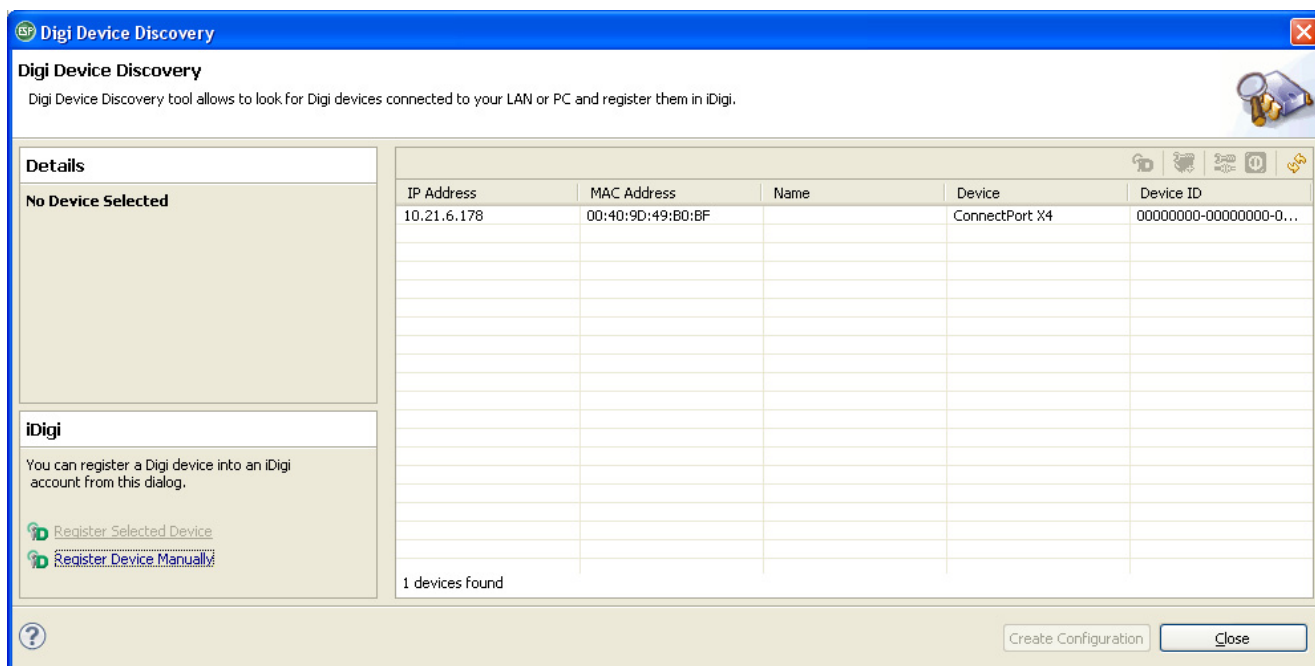 ESP Digi Device Discovery
Digi Device Discovery
Digi Device Discovery tool allows to look for Digi devices connected to your LAN or PC and register them in iDigi.
Details
No Device Selected
iDigi
You can register a Digi device into an iDigi
account from this dialog.
Register Selected Device
Register Device Manually
IP Address MAC Address Name Device Device ID
10.21.6.178 00:40:9D:49:B0:BF ConnectPort X4 00000000-00000000-0...
1 devices found
? Create Configuration Close